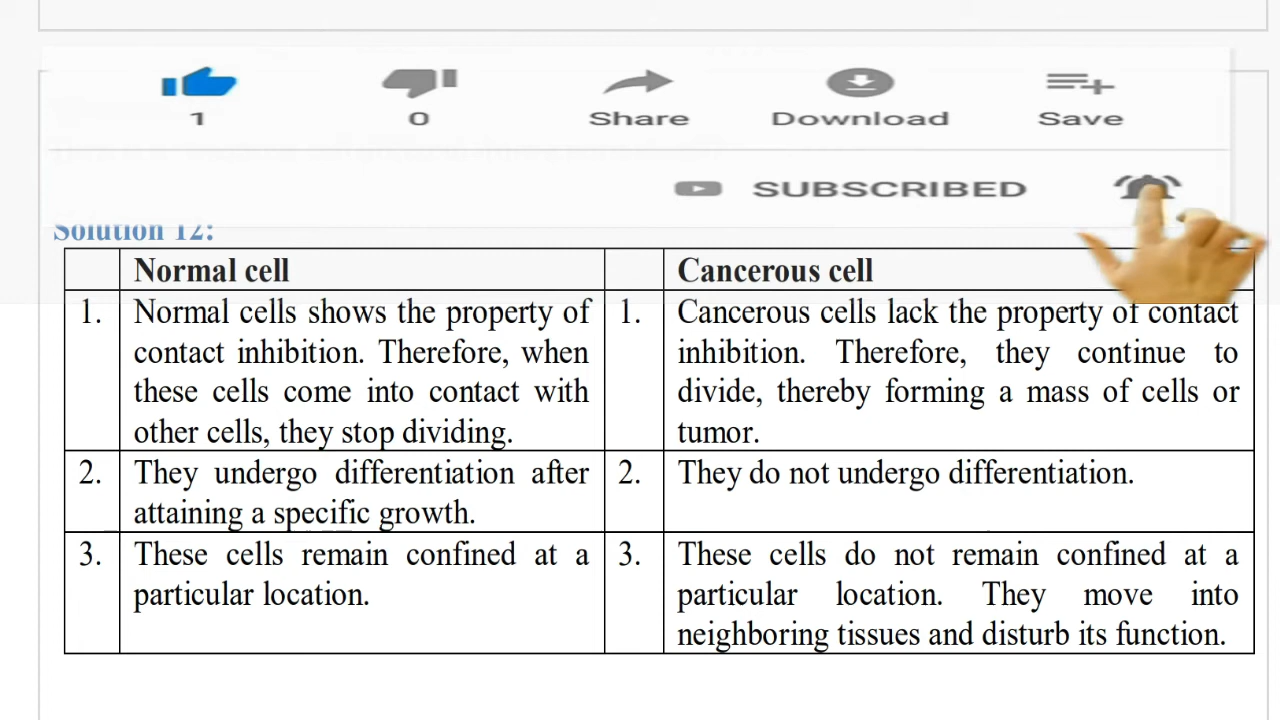 1 0 Share Download Save
SUBSCRIBED
Solution 12:
Normal cell Cancerous cell
1. Normal cells shows the property of
contact inhibition. Therefore, when
these cells come into contact with
other cells, they stop dividing.
1. Cancerous cells lack the property of contact
inhibition. Therefore, they continue to
divide, thereby forming a mass of cells or
tumor.
2. They undergo differentiation after
attaining a specific growth.
2. They do not undergo differentiation.
3. These cells remain confined at a
particular location.
3. These cells do not remain confined at a
particular location. They move into
neighboring tissues and disturb its function.